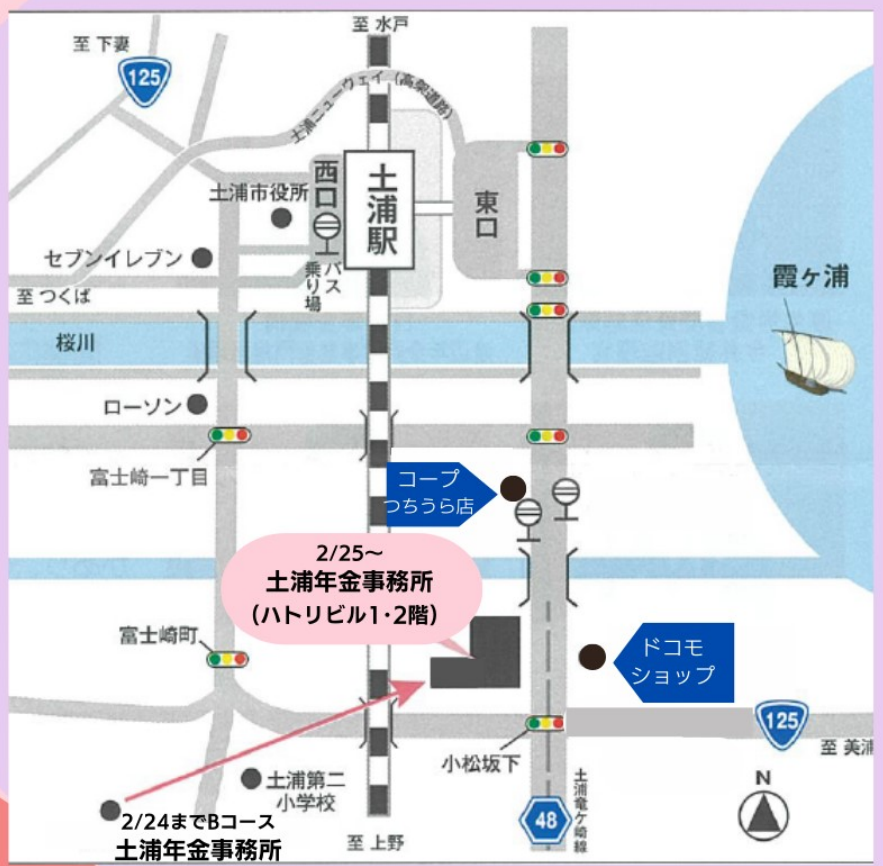 至 水戸
至 下妻
125
土浦ニューウェイ(高架道路)
土浦駅
西口
東口
土浦市役所
セブンイレブン
バス
乗り場
至 つくば
霞ヶ浦
桜川
ローソン
富士崎一丁目
コープ
つちうら店
2/25~
土浦年金事務所
(ハトリビル1・2階)
富士崎町
ドコモ
ショップ
125
至 美浦
小松坂下
土浦第二
小学校
土浦竜ケ崎線
48
N
2/24までBコース
土浦年金事務所
至 上野